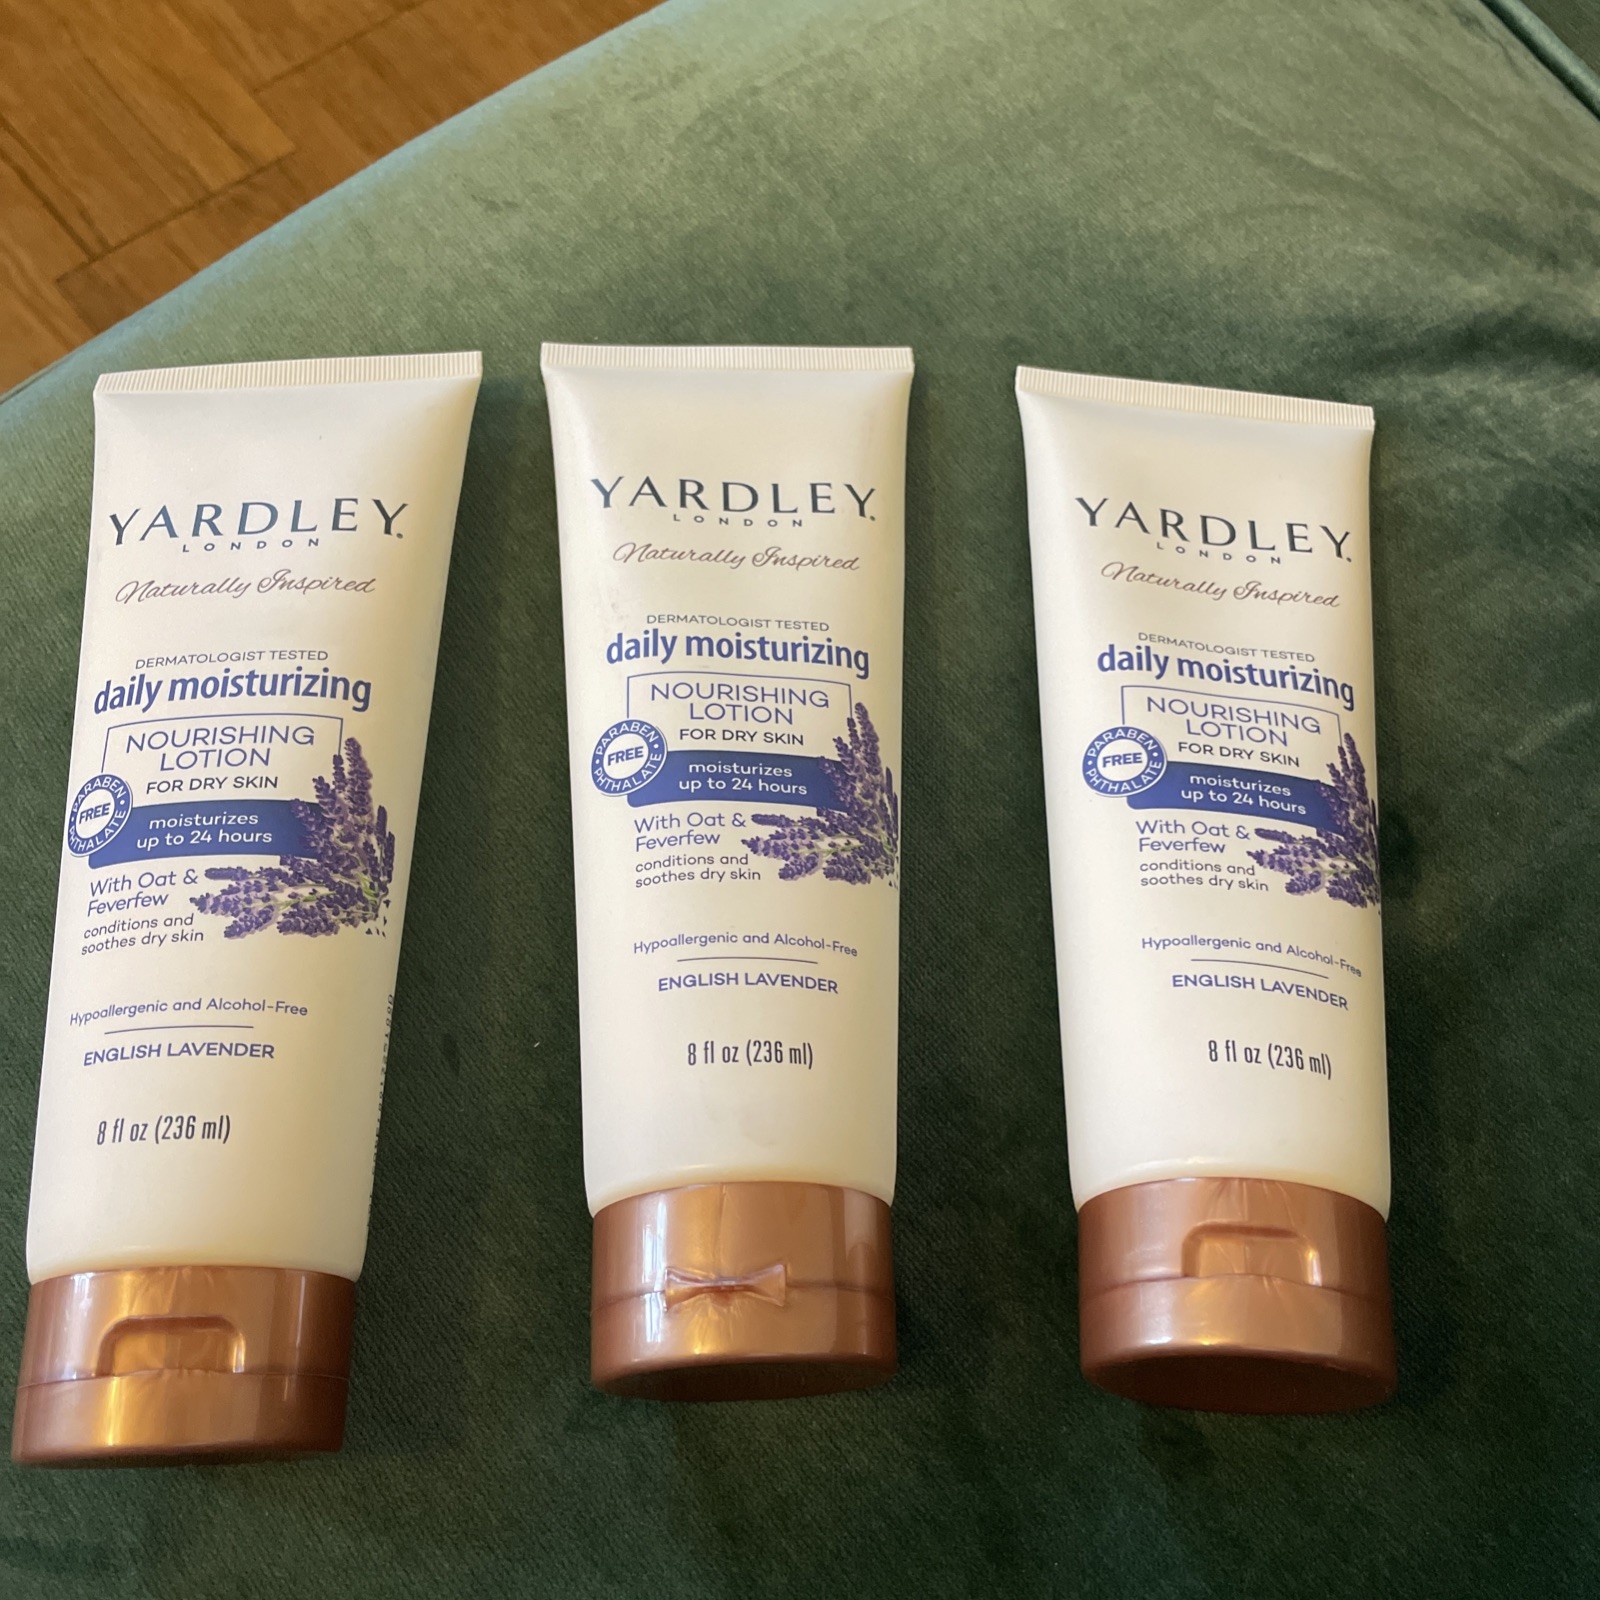 YARDLEY
LONDON
Naturally Inspired
DERMATOLOGIST TESTED
daily moisturizing
NOURISHING
LOTION
FOR DRY SKIN
PARABEN
FREE
PHTHALATE
moisturizes
up to 24 hours
With Oat &
Feverfew
conditions and
soothes dry skin
Hypoallergenic and Alcohol-Free
ENGLISH LAVENDER
8 fl oz (236 ml)
YARDLEY
LONDON
Naturally Inspired
DERMATOLOGIST TESTED
daily moisturizing
NOURISHING
LOTION
FOR DRY SKIN
PARABEN
FREE
PHTHALATE
moisturizes
up to 24 hours
With Oat &
Feverfew
conditions and
soothes dry skin
Hypoallergenic and Alcohol-Free
ENGLISH LAVENDER
8 fl oz (236 ml)
YARDLEY
LONDON
Naturally Inspired
DERMATOLOGIST TESTED
daily moisturizing
NOURISHING
LOTION
FOR DRY SKIN
PARABEN
FREE
PHTHALATE
moisturizes
up to 24 hours
With Oat &
Feverfew
conditions and
soothes dry skin
Hypoallergenic and Alcohol-Free
ENGLISH LAVENDER
8 fl oz (236 ml)